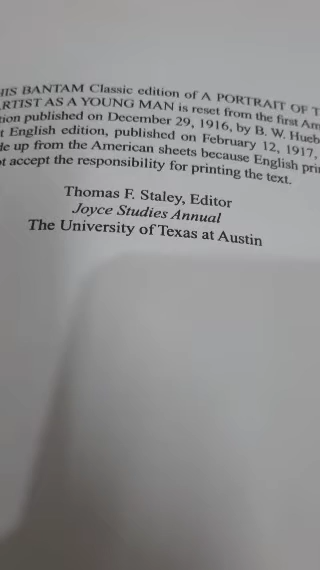 HIS BANTAM Classic edition of A PORTRAIT OF T
RTIST AS A YOUNG MAN is reset from the first Am
tion published on December 29, 1916, by B. W. Hueb
t English edition, published on February 12, 1917,
de up from the American sheets because English prin
ot accept the responsibility for printing the text.
Thomas F. Staley, Editor
Joyce Studies Annual
The University of Texas at Austin